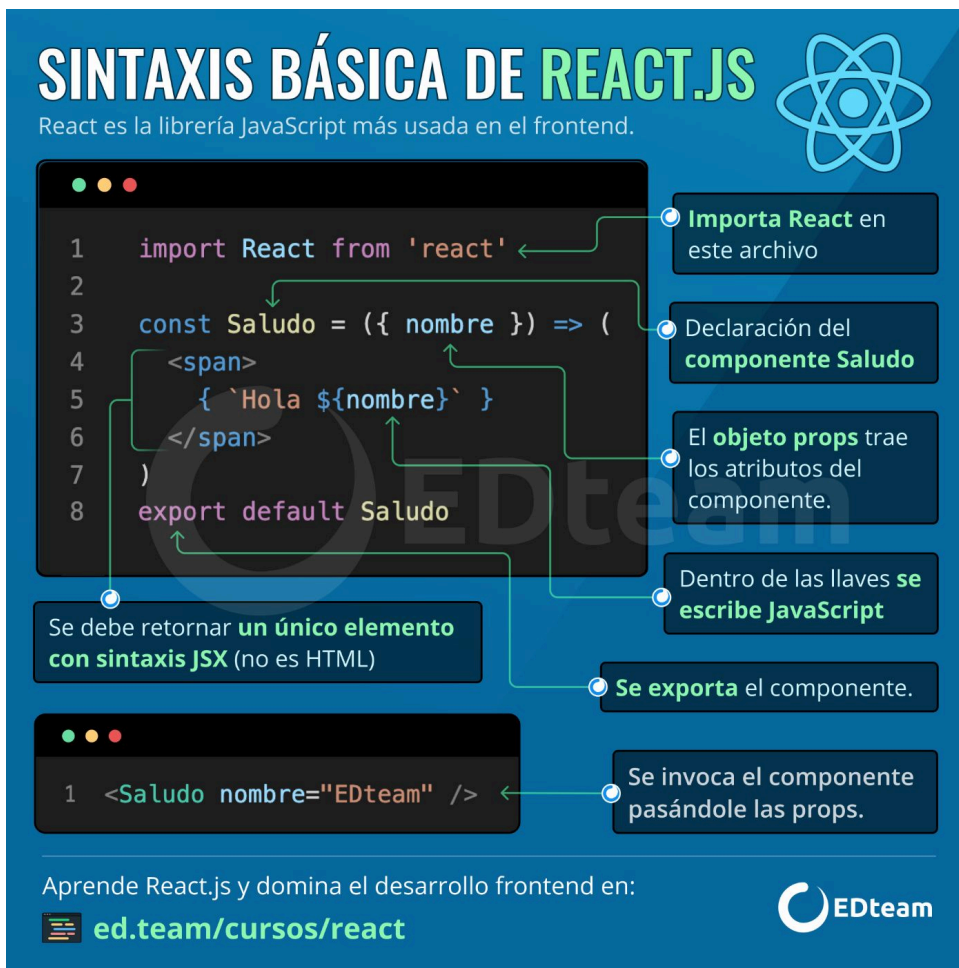 SINTAXIS BÁSICA DE REACT.JS
React es la librería JavaScript más usada en el frontend.
1 import React from 'react'
2
3 const Saludo = ({ nombre }) => (
4 <span>
5 { `Hola ${nombre}` }
6 </span>
7 )
8 export default Saludo
Importa React en
este archivo
Declaración del
componente Saludo
El objeto props trae
los atributos del
componente.
Dentro de las llaves se
escribe JavaScript
Se debe retornar un único elemento
con sintaxis JSX (no es HTML)
Se exporta el componente.
1 <Saludo nombre="EDteam" />
Se invoca el componente
pasándole las props.
Aprende React.js y domina el desarrollo frontend en:
ed.team/cursos/react
EDteam
EDteam